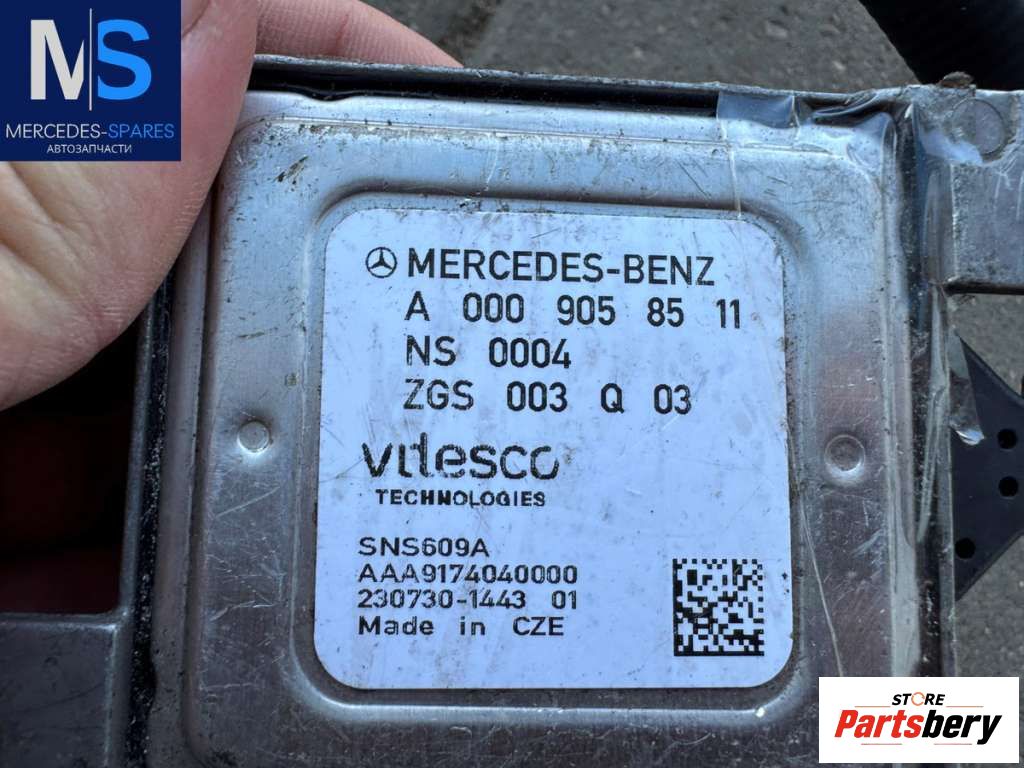 MS
MERCEDES-SPARES
АВТОЗАПЧАСТИ
MERCEDES-BENZ
A 000 905 85 11
NS 0004
ZGS 003 Q 03
vitesco
TECHNOLOGIES
SNS609A
AAA9174040000
230730-1443 01
Made in CZE
STORE
Partsbery